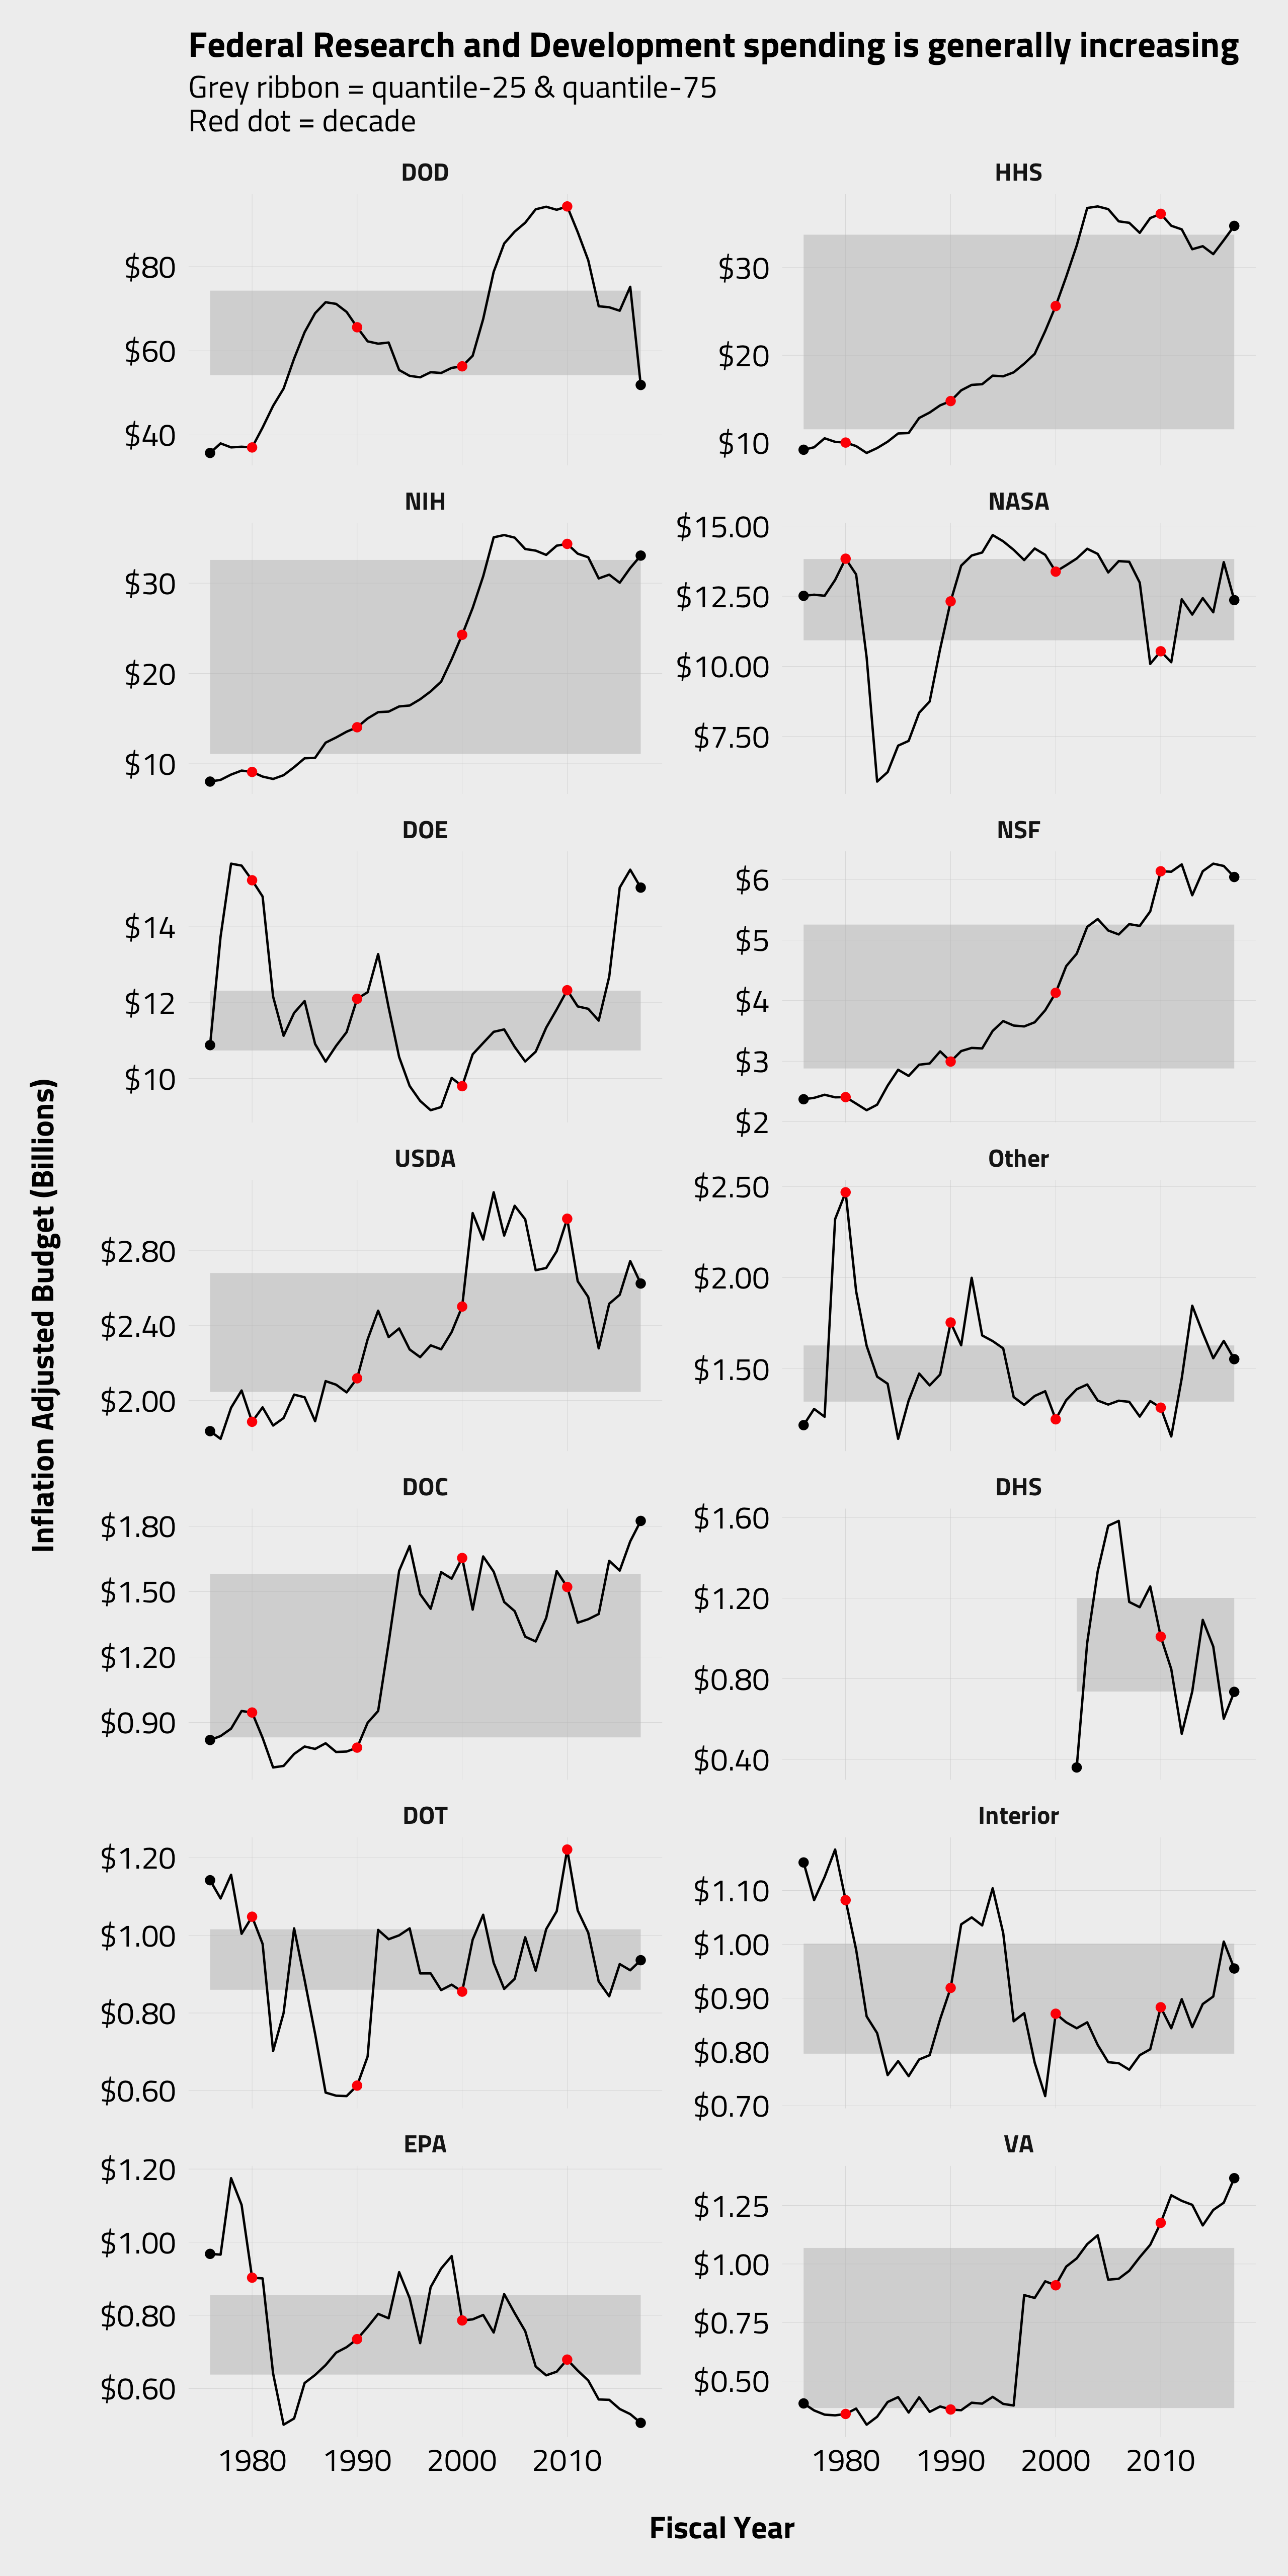 Federal Research and Development spending is generally increasing
Grey ribbon = quantile-25 & quantile-75
Red dot = decade
DOD
$80
$60
$40
HHS
$30
$20
$10
NIH
$30
$20
$10
NASA
$15.00
$12.50
$10.00
$7.50
DOE
$14
$12
$10
NSF
$6
$5
$4
$3
$2
USDA
$2.80
$2.40
$2.00
Other
$2.50
$2.00
$1.50
DOC
$1.80
$1.50
$1.20
$0.90
DHS
$1.60
$1.20
$0.80
$0.40
DOT
$1.20
$1.00
$0.80
$0.60
Interior
$1.10
$1.00
$0.90
$0.80
$0.70
EPA
$1.20
$1.00
$0.80
$0.60
VA
$1.25
$1.00
$0.75
$0.50
1980 1990 2000 2010
1980 1990 2000 2010
Fiscal Year
Inflation Adjusted Budget (Billions)